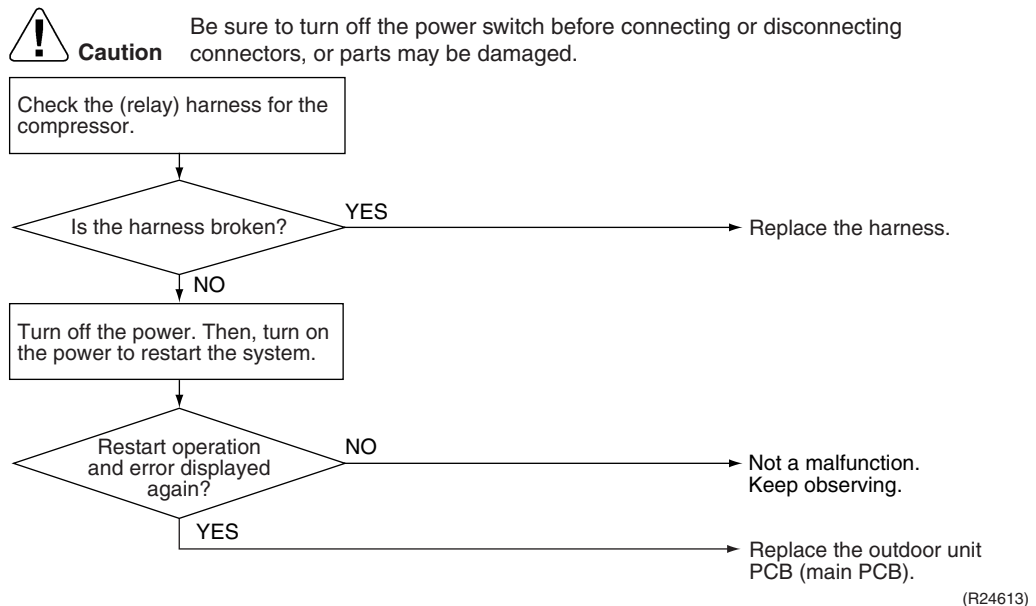 Be sure to turn off the power switch before connecting or disconnecting
Caution connectors, or parts may be damaged.
Check the (relay) harness for the
compressor.
Is the harness broken?
YES
Replace the harness.
NO
Turn off the power. Then, turn on
the power to restart the system.
Restart operation
and error displayed
again?
NO
Not a malfunction.
Keep observing.
YES
Replace the outdoor unit
PCB (main PCB).
(R24613)